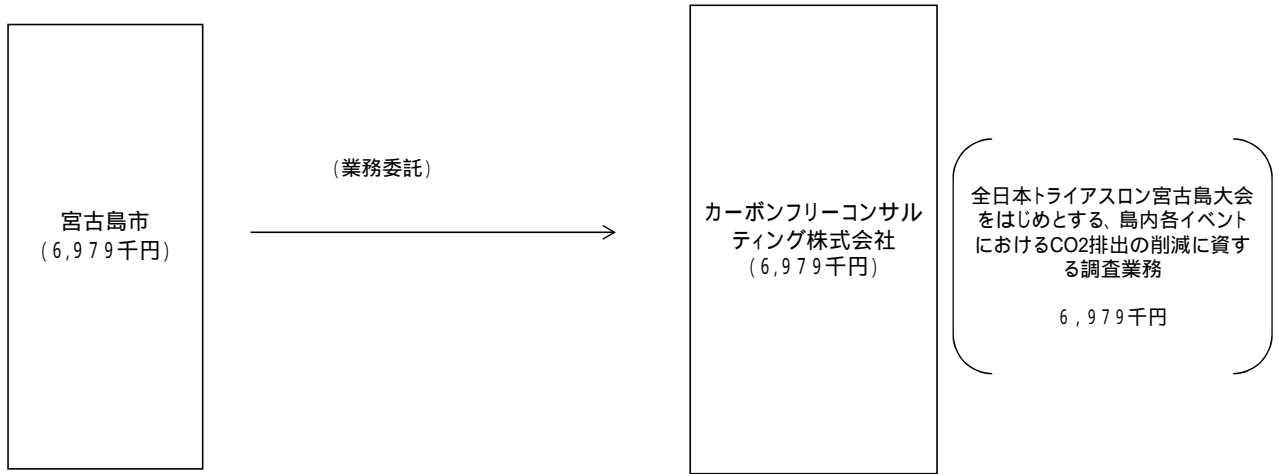 宮古島市
(6,979千円)
(業務委託)
カーボンフリーコンサル
ティング株式会社
(6,979千円)
全日本トライアスロン宮古島大会
をはじめとする、島内各イベント
におけるCO2排出の削減に資す
る調査業務
6,979千円